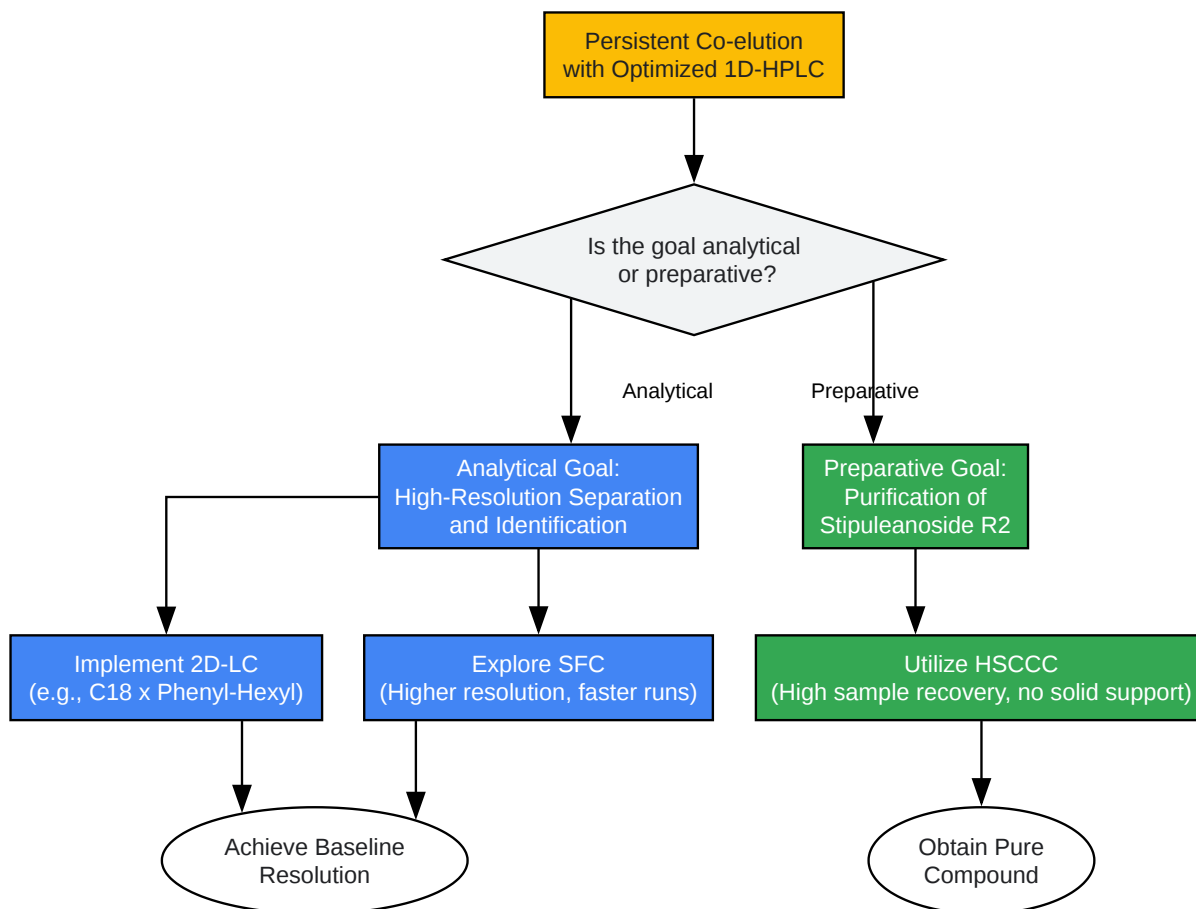 Persistent Co-elution
with Optimized 1D-HPLC
Is the goal analytical
or preparative?
Analytical
Preparative
Analytical Goal:
High-Resolution Separation
and Identification
Preparative Goal:
Purification of
Stipuleanoside R2
Implement 2D-LC
(e.g., C18 x Phenyl-Hexyl)
Explore SFC
(Higher resolution, faster runs)
Utilize HSCCC
(High sample recovery, no solid support)
Achieve Baseline
Resolution
Obtain Pure
Compound